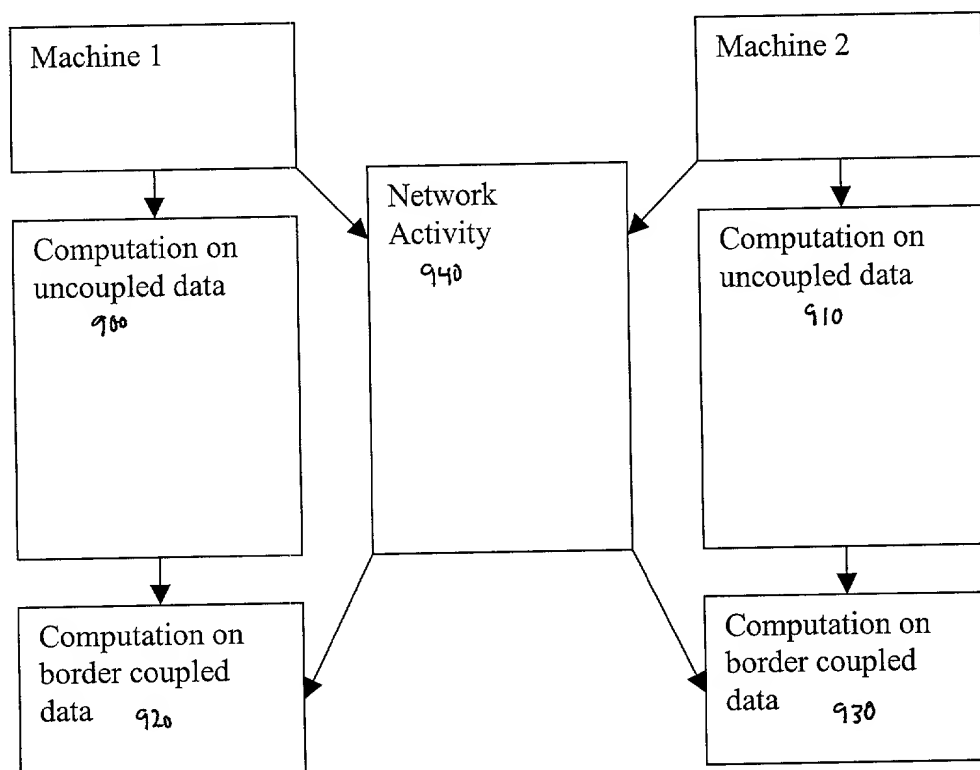 Machine 1
Machine 2
Network
Activity
940
Computation on
uncoupled data
900
Computation on
uncoupled data
910
Computation on
border coupled
data 920
Computation on
border coupled
data 930